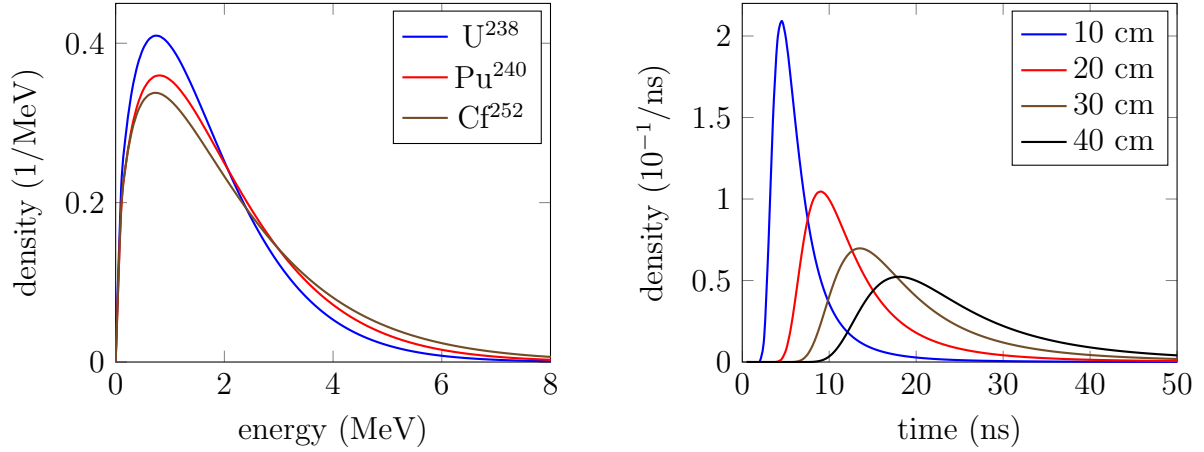 density (1/MeV)
0.4
0.2
0
U²³⁸
Pu²⁴⁰
Cf²⁵²
0 2 4 6 8
energy (MeV)
density (10⁻¹/ns)
2
1.5
1
0.5
0
10 cm
20 cm
30 cm
40 cm
0 10 20 30 40 50
time (ns)